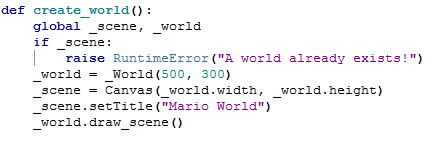 def create_world():
    global _scene, _world
    if _scene:
        raise RuntimeError("A world already exists!")
    _world = _World(500, 300)
    _scene = Canvas(_world.width, _world.height)
    _scene.setTitle("Mario World")
    _world.draw_scene()